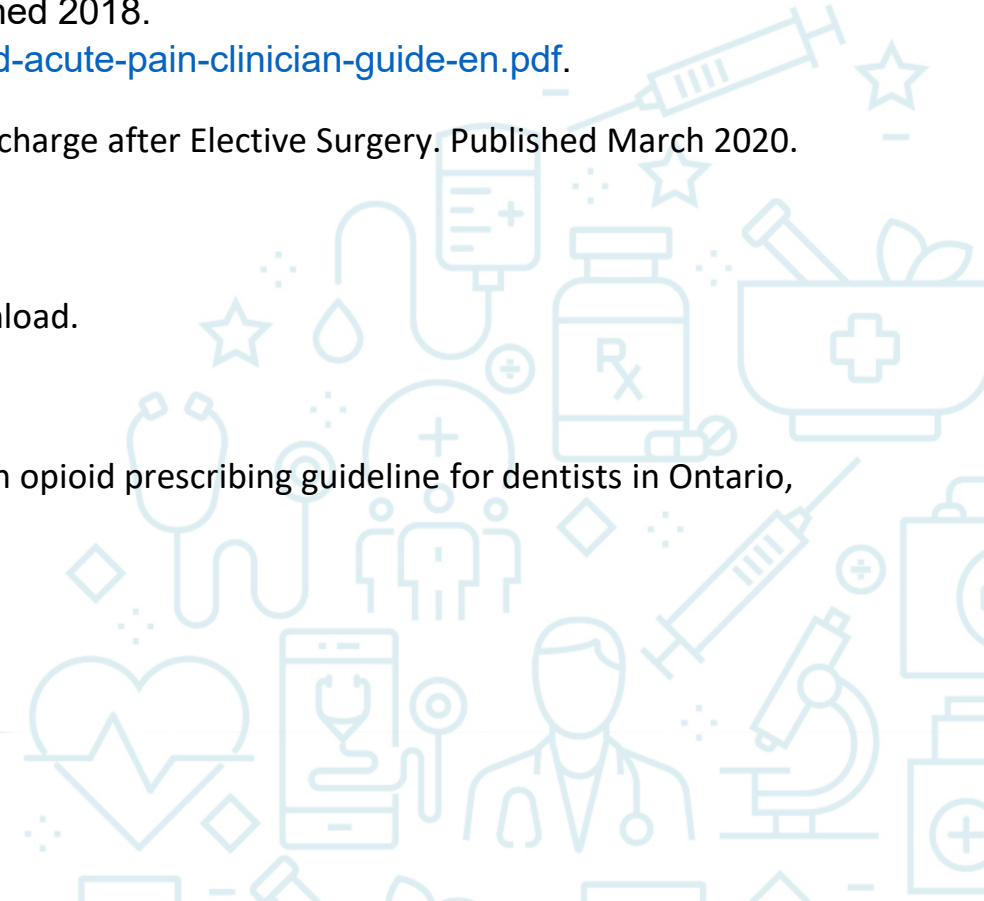 ned 2018.
d-acute-pain-clinician-guide-en.pdf.
charge after Elective Surgery. Published March 2020.
load.
n opioid prescribing guideline for dentists in Ontario,
Rx